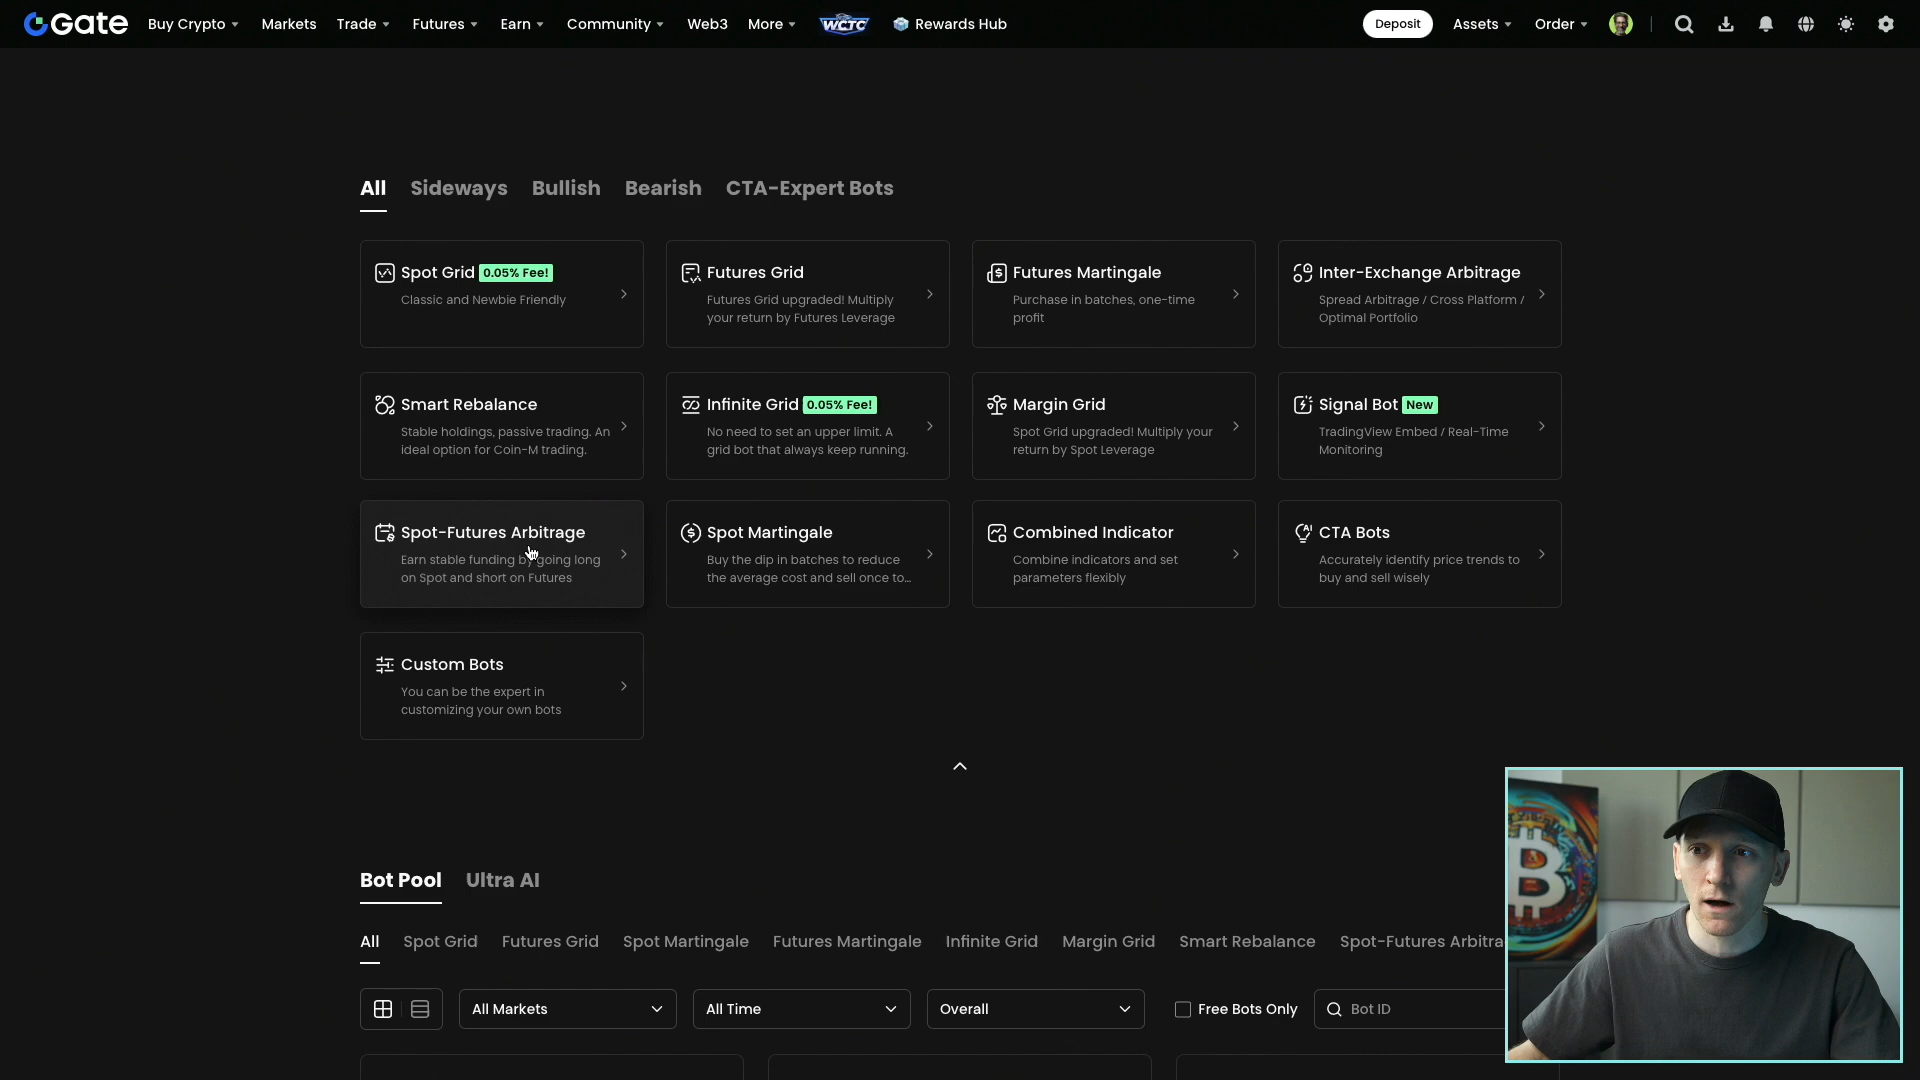 Gate
Buy Crypto
Markets
Trade
Futures
Earn
Community
Web3
More
WCTC
Rewards Hub
Deposit
Assets
Order
All
Sideways
Bullish
Bearish
CTA-Expert Bots
Spot Grid 0.05% Fee!
Classic and Newbie Friendly
Futures Grid
Futures Grid upgraded! Multiply
your return by Futures Leverage
Futures Martingale
Purchase in batches, one-time
profit
Inter-Exchange Arbitrage
Spread Arbitrage / Cross Platform /
Optimal Portfolio
Smart Rebalance
Stable holdings, passive trading. An
ideal option for Coin-M trading.
Infinite Grid 0.05% Fee!
No need to set an upper limit. A
grid bot that always keep running.
Margin Grid
Spot Grid upgraded! Multiply your
return by Spot Leverage
Signal Bot New
TradingView Embed / Real-Time
Monitoring
Spot-Futures Arbitrage
Earn stable funding by going long
on Spot and short on Futures
Spot Martingale
Buy the dip in batches to reduce
the average cost and sell once to...
Combined Indicator
Combine indicators and set
parameters flexibly
CTA Bots
Accurately identify price trends to
buy and sell wisely
Custom Bots
You can be the expert in
customizing your own bots
Bot Pool
Ultra AI
All
Spot Grid
Futures Grid
Spot Martingale
Futures Martingale
Infinite Grid
Margin Grid
Smart Rebalance
Spot-Futures Arbitra
All Markets
All Time
Overall
Free Bots Only
Bot ID